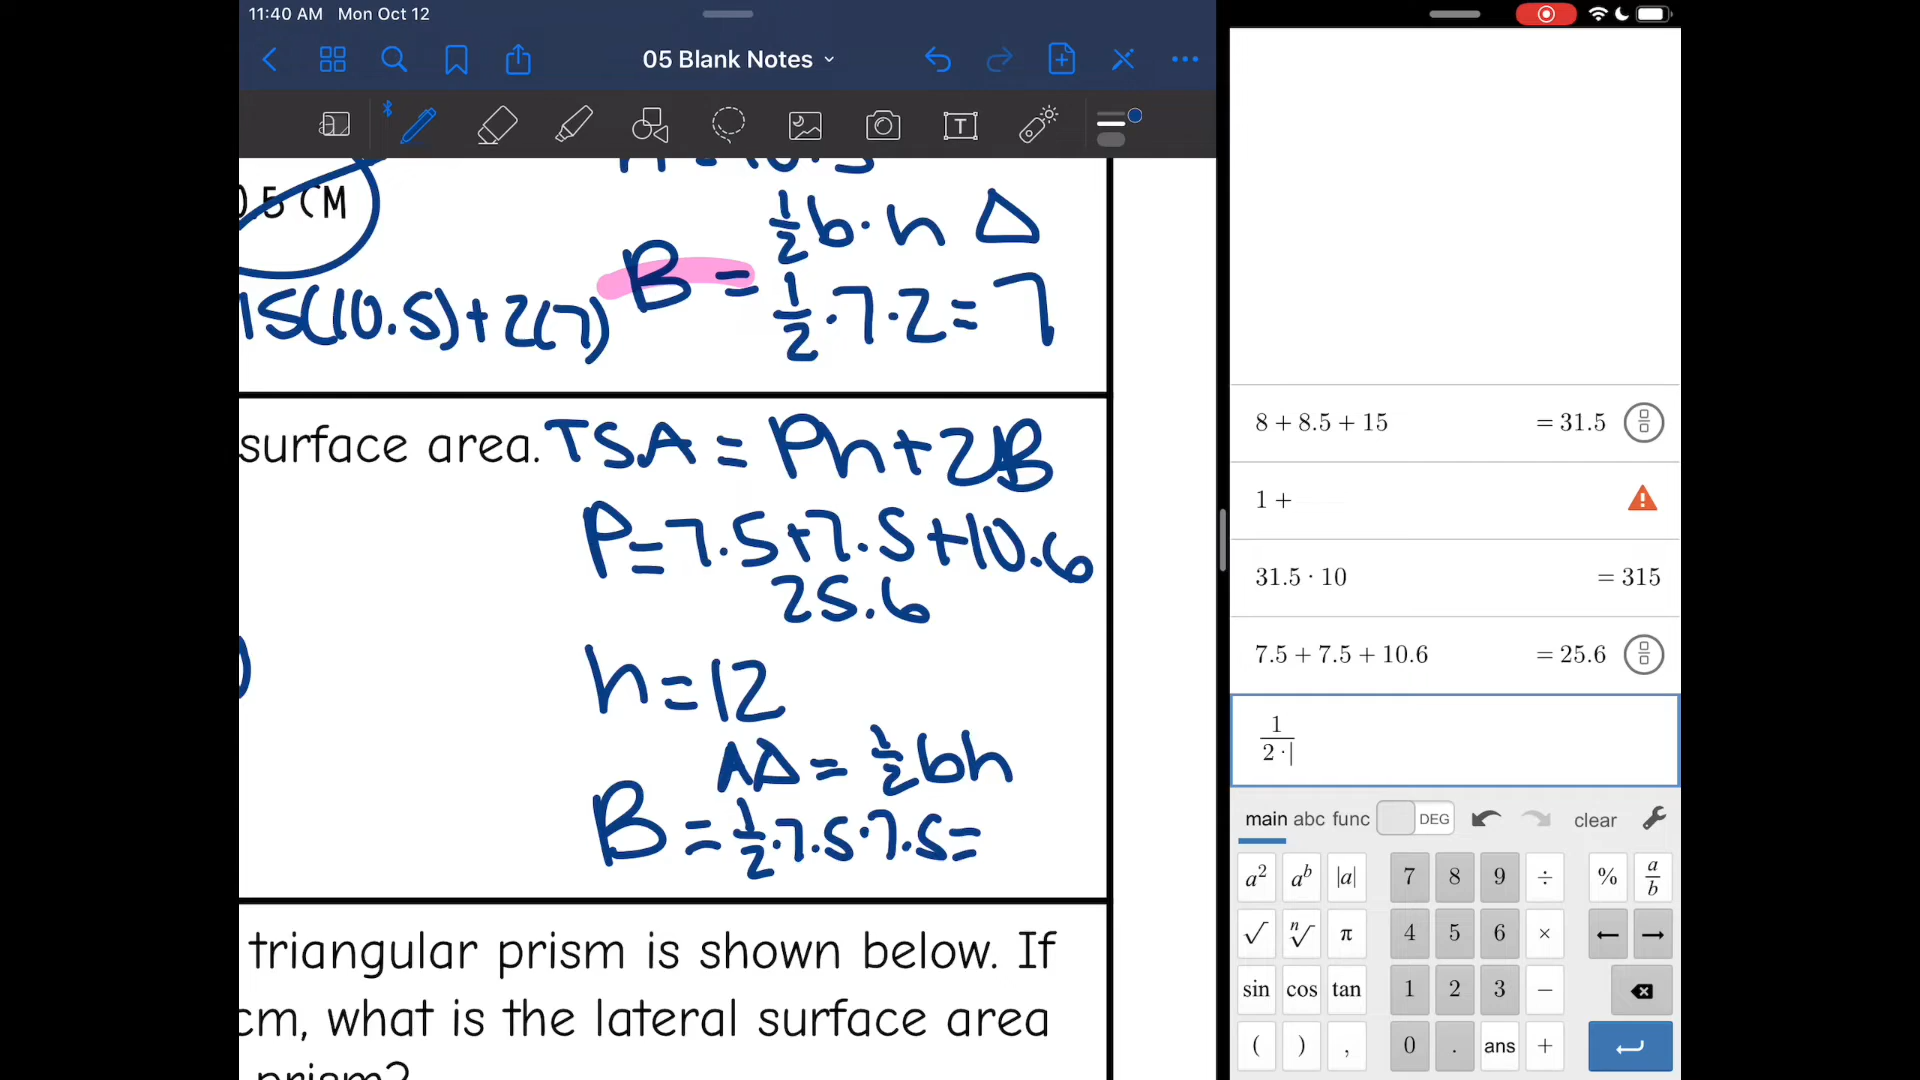 11:40 AM Mon Oct 12
05 Blank Notes
T
0.5 CM
½b·h △
B = ½·7·2= 7
15(10.5)+2(7)
surface area. TSA = Ph+2B
P=7.5+7.5+10.6
25.6
h=12
A△ = ½bh
B = ½·7.5·7.5=
triangular prism is shown below. If
cm, what is the lateral surface area
prism?
8 + 8.5 + 15 = 31.5
1 +
31.5 · 10 = 315
7.5 + 7.5 + 10.6 = 25.6
1
2 ·
main abc func DEG clear
a² aᵇ |a| 7 8 9 ÷ % a/b
√ ⁿ√ π 4 5 6 × ← →
sin cos tan 1 2 3 −
( ) , 0 . ans +